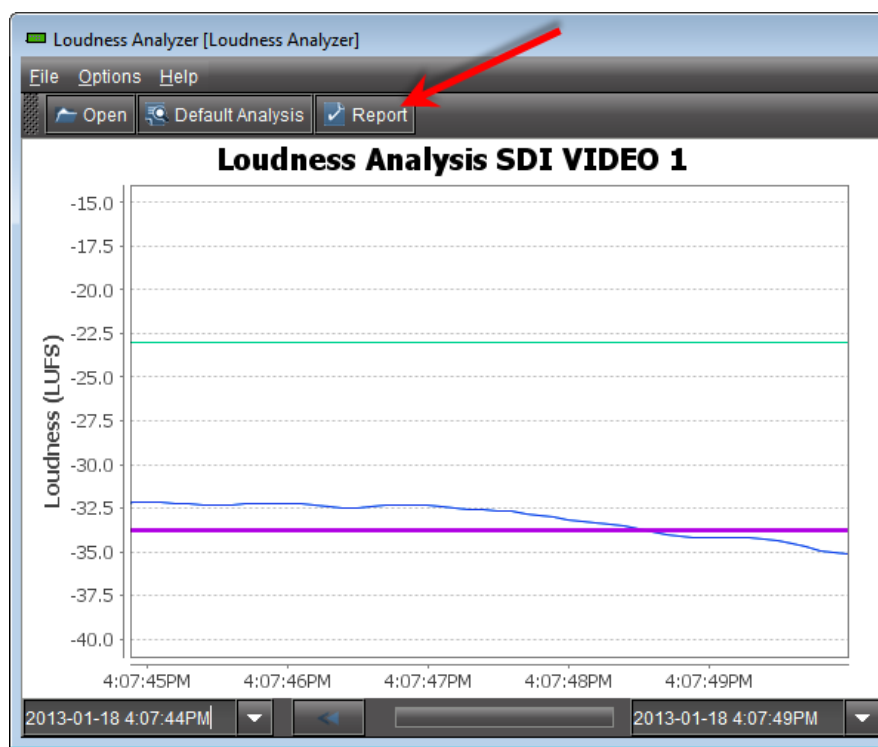 Loudness Analyzer [Loudness Analyzer]
File Options Help
Open Default Analysis Report
Loudness Analysis SDI VIDEO 1
Loudness (LUFS)
-15.0
-17.5
-20.0
-22.5
-25.0
-27.5
-30.0
-32.5
-35.0
-37.5
-40.0
4:07:45PM 4:07:46PM 4:07:47PM 4:07:48PM 4:07:49PM
2013-01-18 4:07:44PM 2013-01-18 4:07:49PM